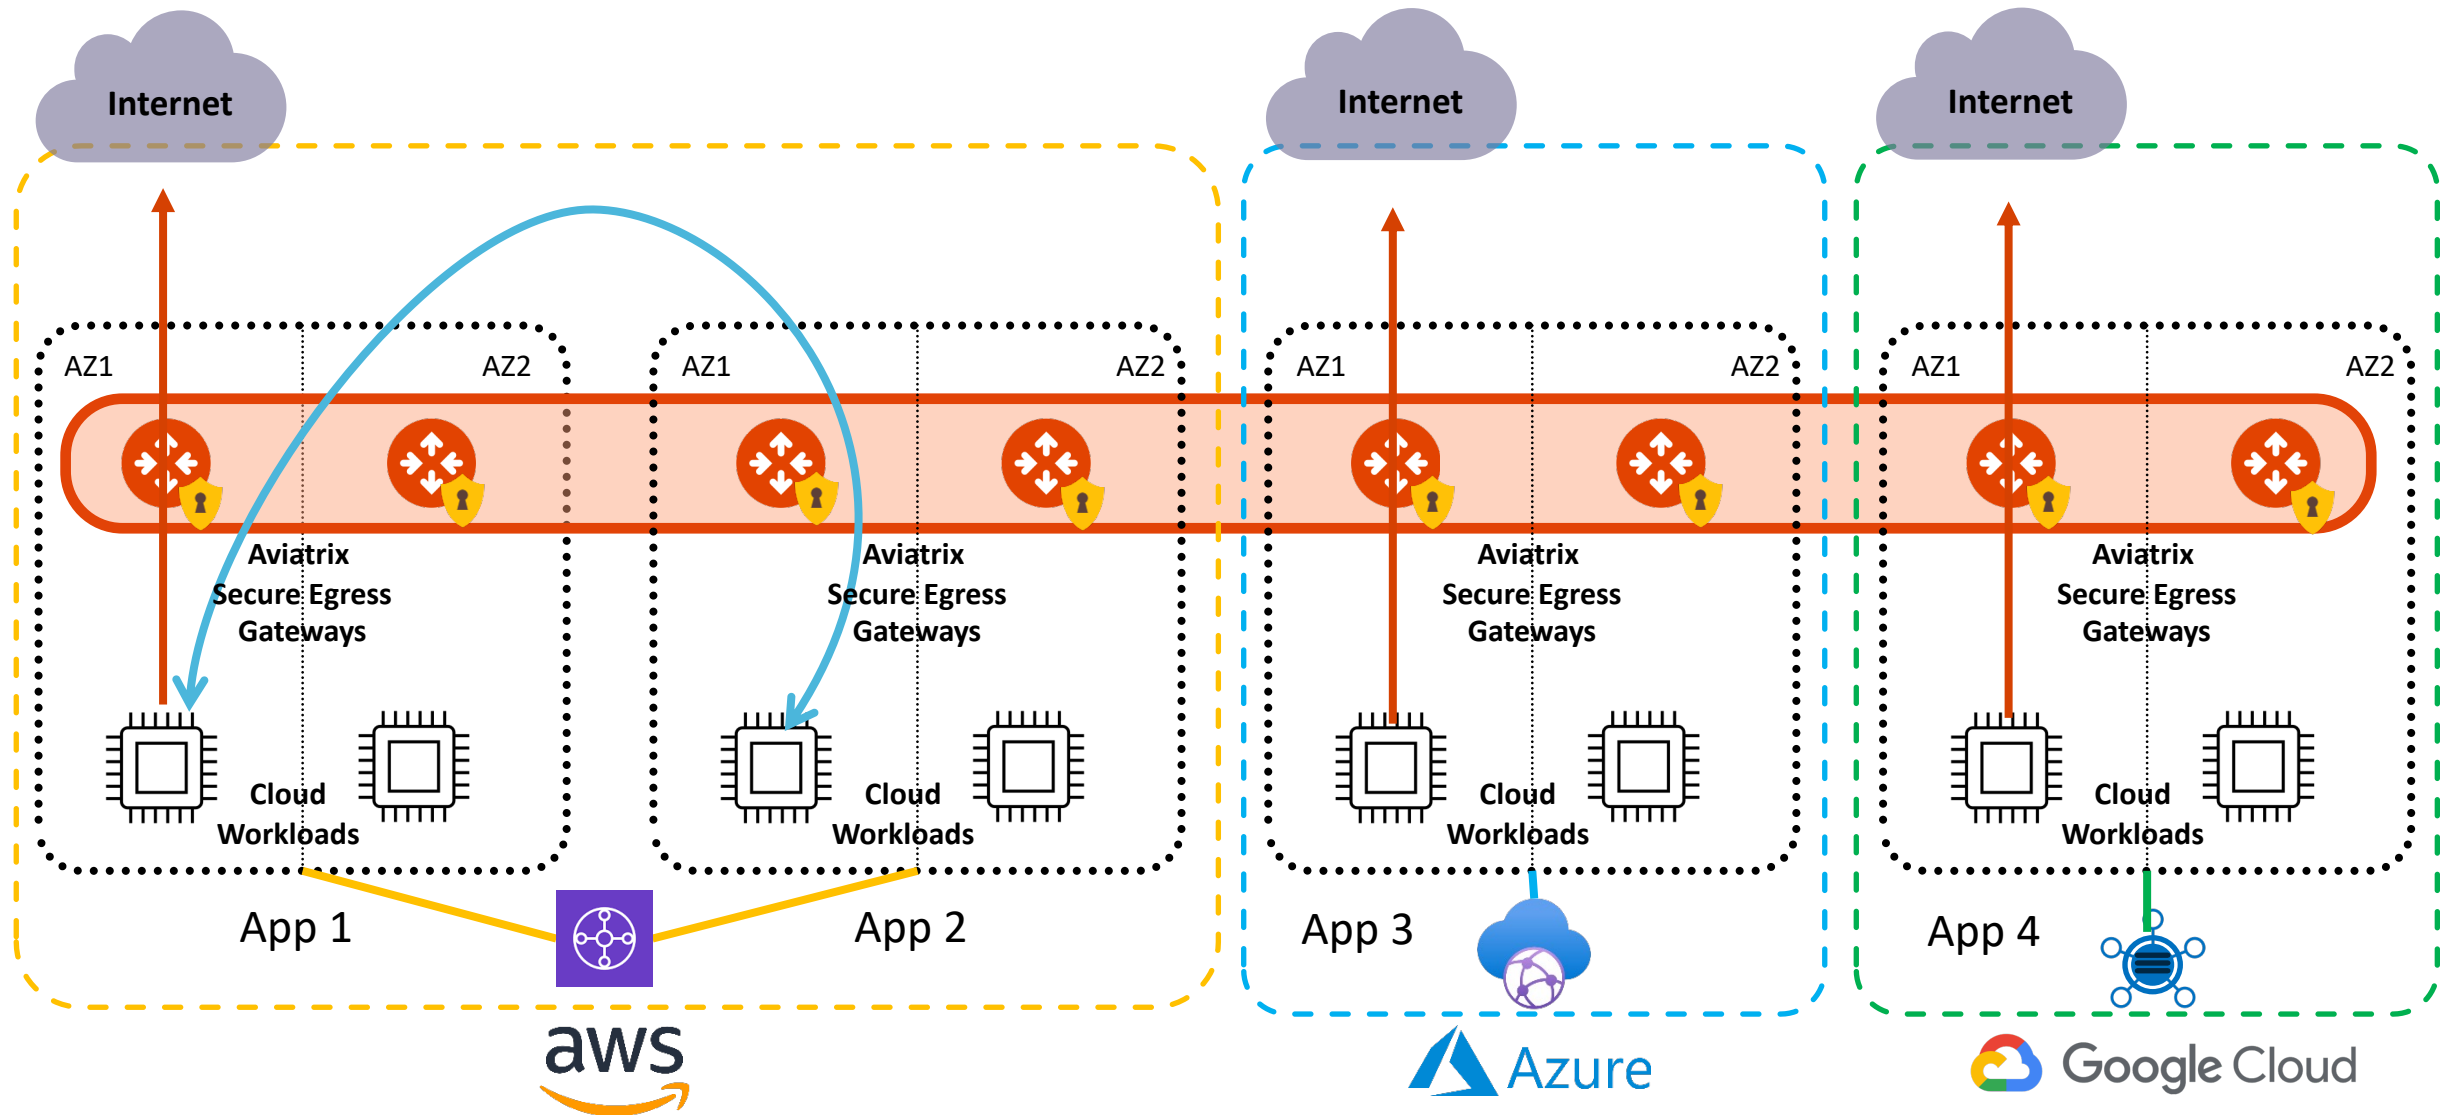 Internet
Internet
Internet
AZ1
AZ2
AZ1
AZ2
AZ1
AZ2
AZ1
AZ2
Aviatrix
Secure Egress
Gateways
Aviatrix
Secure Egress
Gateways
Aviatrix
Secure Egress
Gateways
Aviatrix
Secure Egress
Gateways
Cloud
Workloads
Cloud
Workloads
Cloud
Workloads
Cloud
Workloads
App 1
App 2
App 3
App 4
aws
Azure
Google Cloud